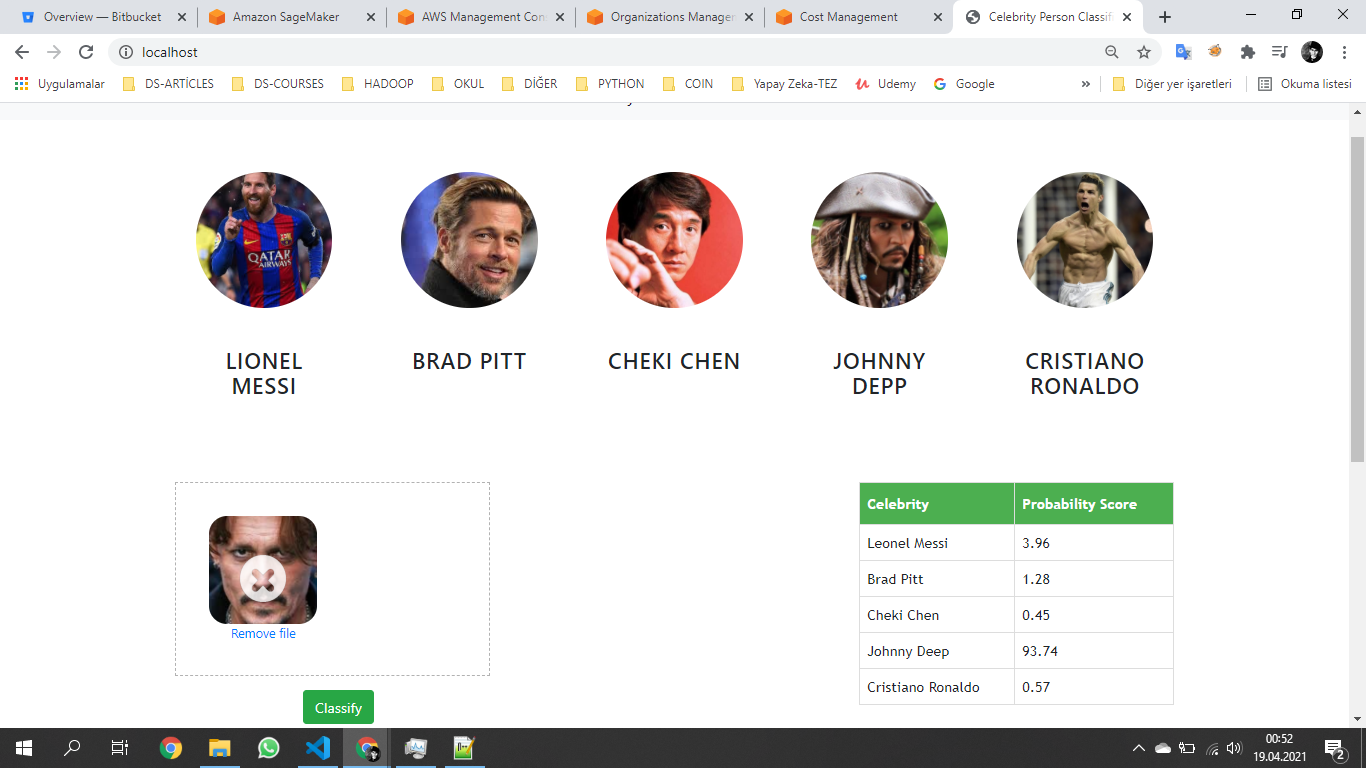 Overview — Bitbucket
Amazon SageMaker
AWS Management Con
Organizations Manager
Cost Management
Celebrity Person Classifi
localhost
Uygulamalar
DS-ARTİCLES
DS-COURSES
HADOOP
OKUL
DİĞER
PYTHON
COIN
Yapay Zeka-TEZ
Udemy
Google
»
Diğer yer işaretleri
Okuma listesi
QATAR
AIRWAYS
LIONEL
MESSI
BRAD PITT
CHEKI CHEN
JOHNNY
DEPP
CRISTIANO
RONALDO
Remove file
Classify
Celebrity Probability Score
Leonel Messi 3.96
Brad Pitt 1.28
Cheki Chen 0.45
Johnny Deep 93.74
Cristiano Ronaldo 0.57
00:52
19.04.2021
2